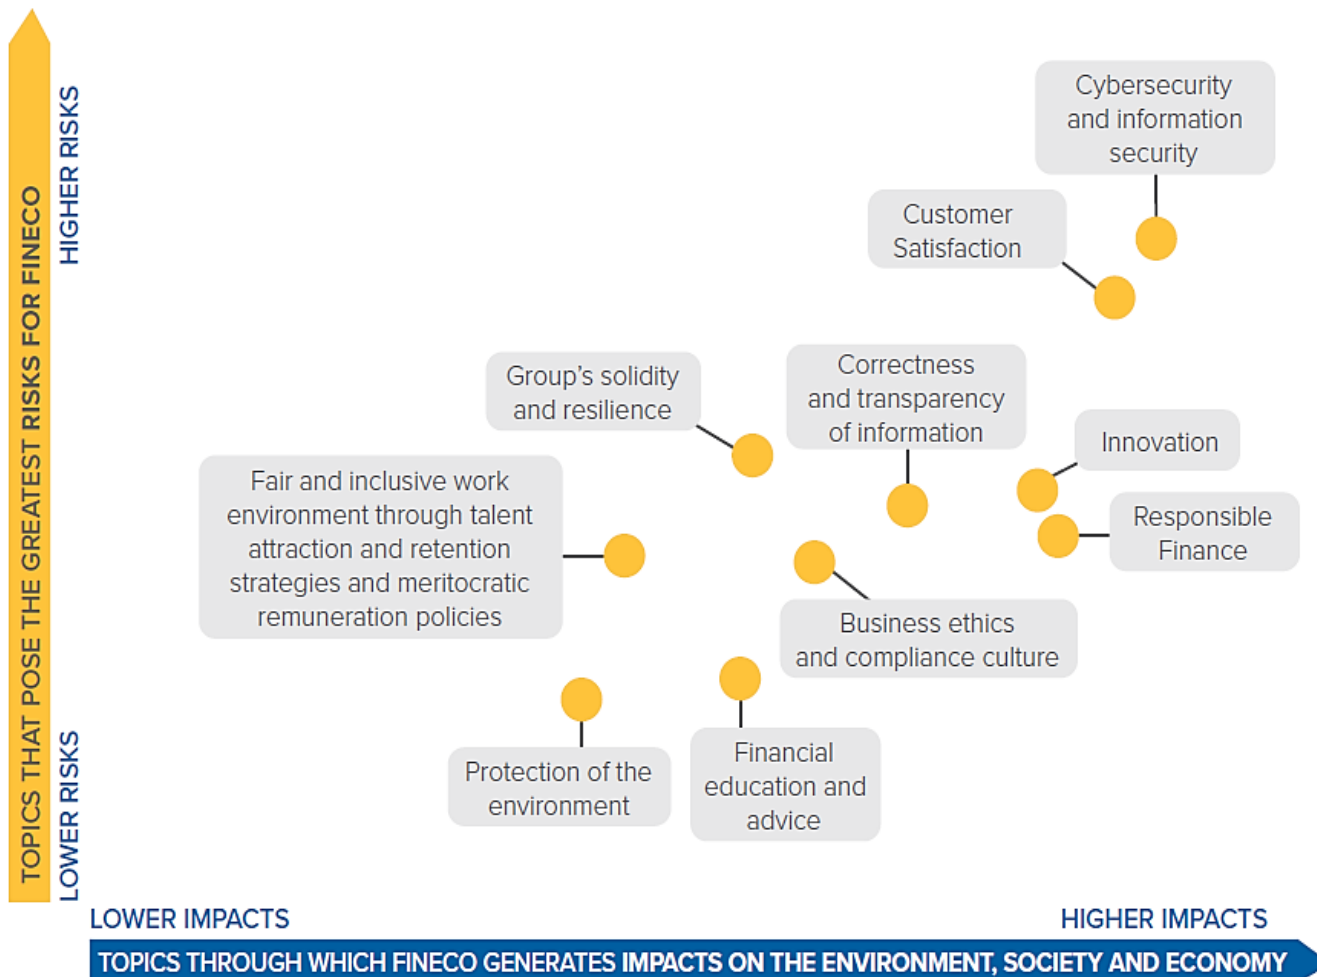 TOPICS THAT POSE THE GREATEST RISKS FOR FINECO
HIGHER RISKS
LOWER RISKS
Cybersecurity
and information
security
Customer
Satisfaction
Group’s solidity
and resilience
Correctness
and transparency
of information
Innovation
Fair and inclusive work
environment through talent
attraction and retention
strategies and meritocratic
remuneration policies
Responsible
Finance
Business ethics
and compliance culture
Protection of the
environment
Financial
education and
advice
LOWER IMPACTS
HIGHER IMPACTS
TOPICS THROUGH WHICH FINECO GENERATES IMPACTS ON THE ENVIRONMENT, SOCIETY AND ECONOMY